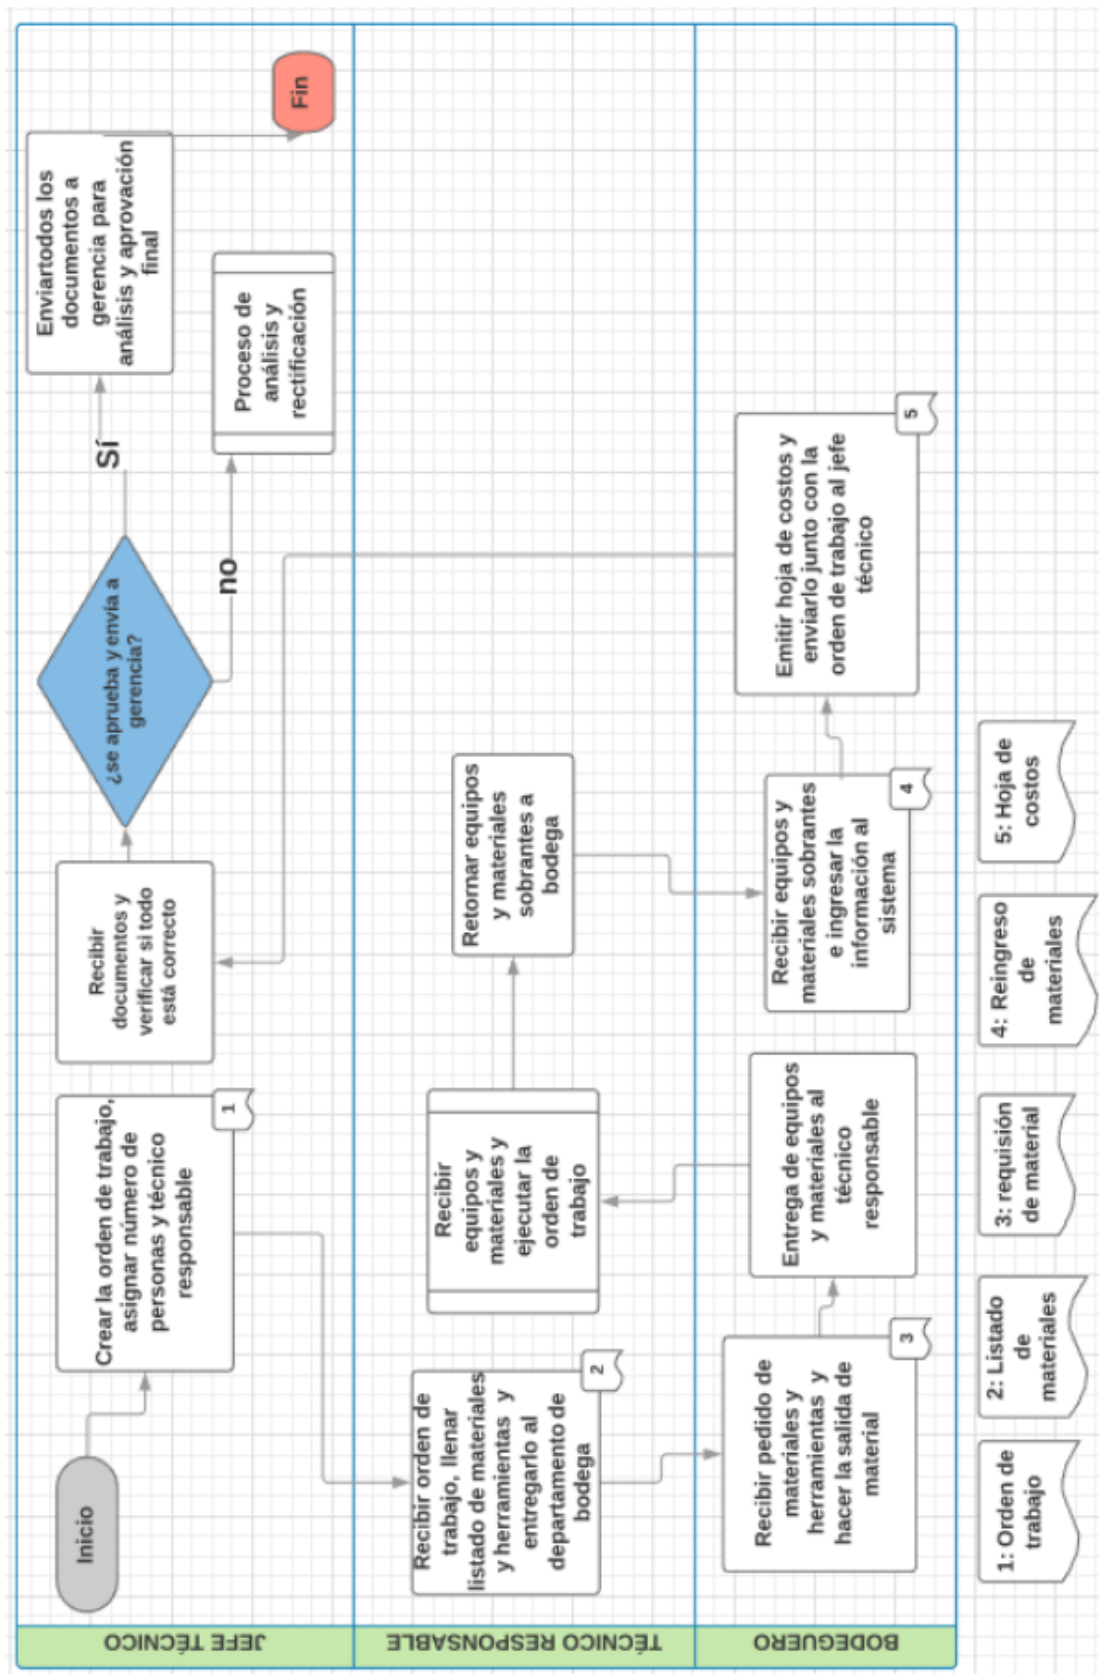 JEFE TÉCNICO
Inicio
Crear la orden de trabajo,
asignar número de
personas y técnico
responsable
1
Recibir
documentos y
verificar si todo
está correcto
¿se aprueba y envía a
gerencia?
Sí
no
Enviartodos los
documentos a
gerencia para
análisis y aprovación
final
Proceso de
análisis y
rectificación
Fin
TÉCNICO RESPONSABLE
Recibir orden de
trabajo, llenar
listado de materiales
y herramientas y
entregarlo al
departamento de
bodega
2
Recibir
equipos y
materiales y
ejecutar la
orden de
trabajo
Retornar equipos
y materiales
sobrantes a
bodega
BODEGUERO
Recibir pedido de
materiales y
herramientas y
hacer la salida de
material
3
Entrega de equipos
y materiales al
técnico
responsable
Recibir equipos y
materiales sobrantes
e ingresar la
información al
sistema
4
Emitir hoja de costos y
enviarlo junto con la
orden de trabajo al jefe
técnico
5
1: Orden de
trabajo
2: Listado
de
materiales
3: requisión
de material
4: Reingreso
de
materiales
5: Hoja de
costos